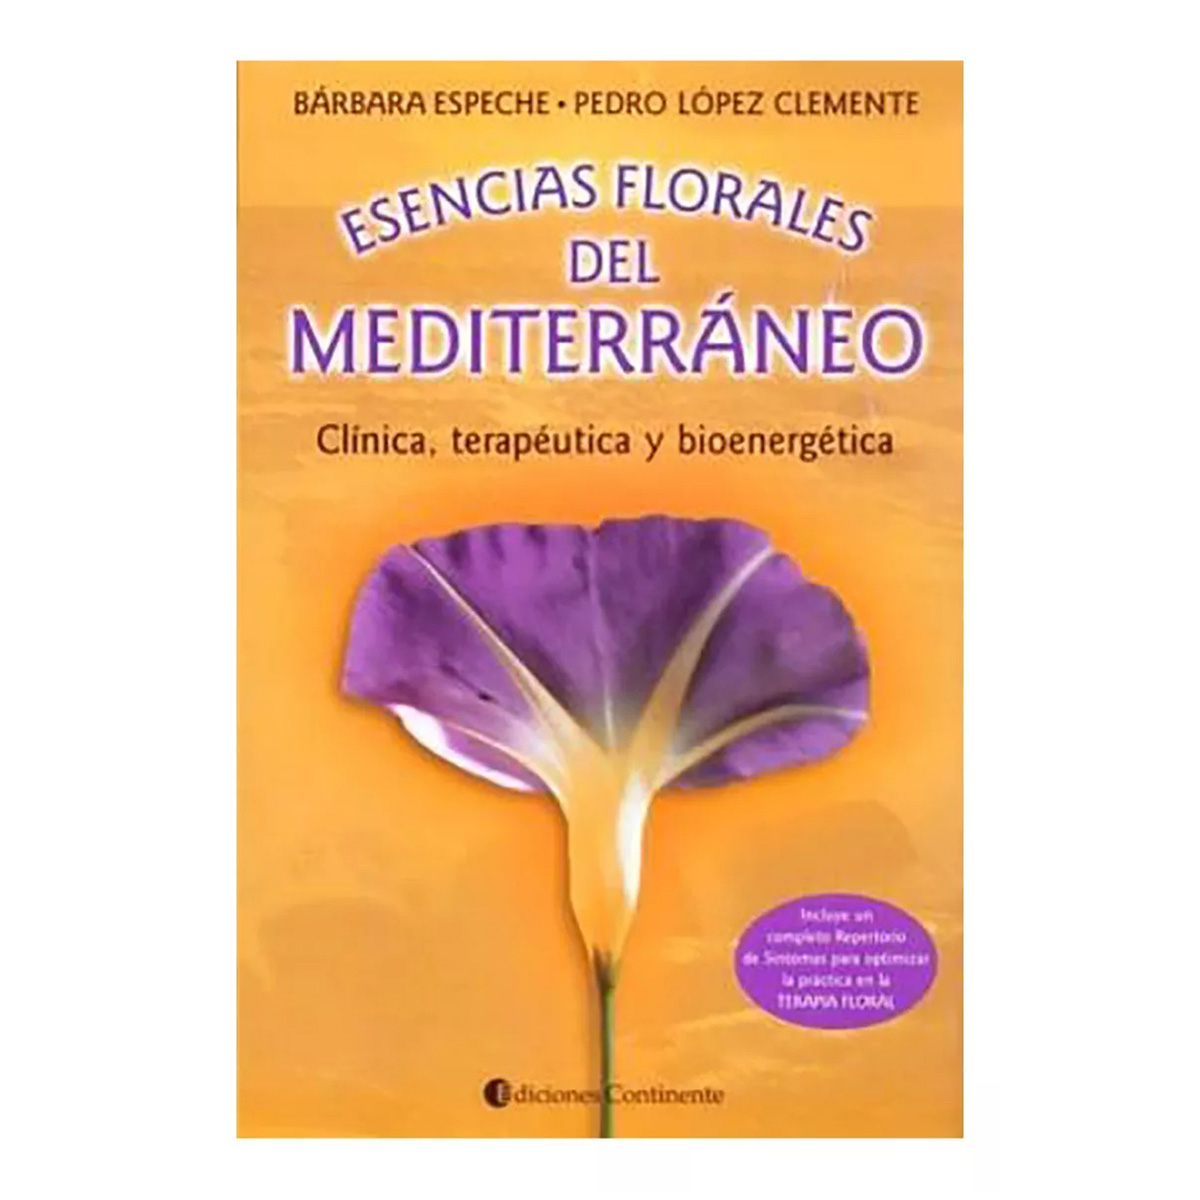 BÁRBARA ESPECHE • PEDRO LÓPEZ CLEMENTE
ESENCIAS FLORALES
DEL
MEDITERRÁNEO
Clínica, terapéutica y bioenergética
Incluye un
completo Repertorio
de Síntomas para optimizar
la práctica en la
TERAPIA FLORAL
Ediciones Continente